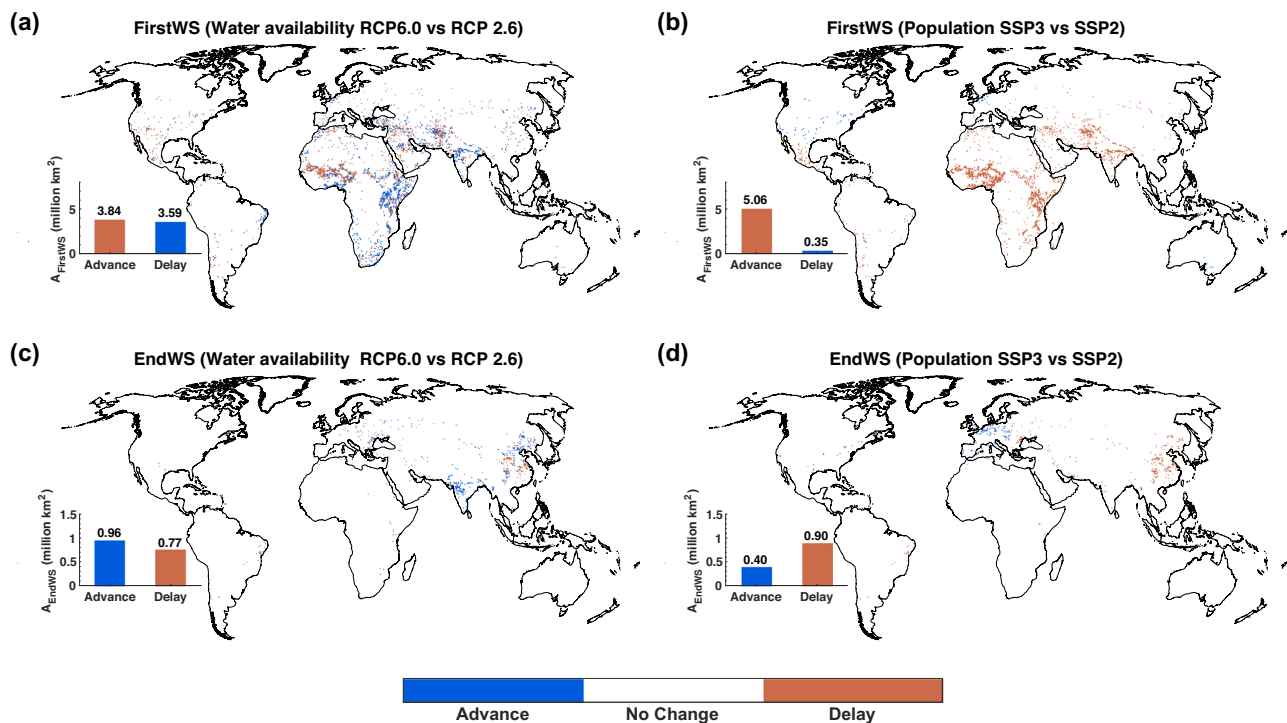 (a)
FirstWS (Water availability RCP6.0 vs RCP 2.6)
A_FirstWS (million km²)
5
0
3.84
3.59
Advance
Delay
(b)
FirstWS (Population SSP3 vs SSP2)
A_FirstWS (million km²)
5
0
5.06
0.35
Advance
Delay
(c)
EndWS (Water availability RCP6.0 vs RCP 2.6)
A_EndWS (million km²)
1.5
1
0.5
0
0.96
0.77
Advance
Delay
(d)
EndWS (Population SSP3 vs SSP2)
A_EndWS (million km²)
1.5
1
0.5
0
0.40
0.90
Advance
Delay
Advance
No Change
Delay